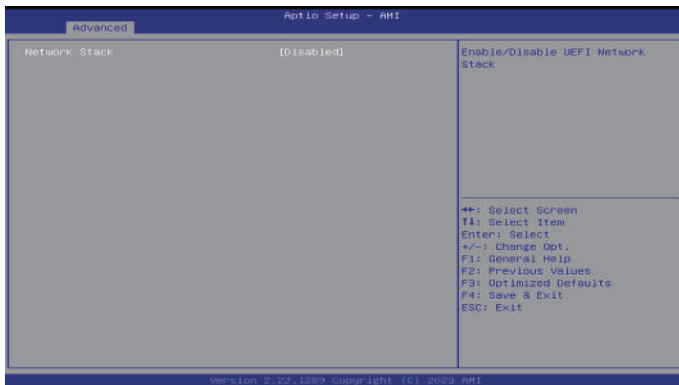 Aptio Setup - AMI
Advanced
Network Stack [Disabled]
Enable/Disable UEFI Network
Stack
→←: Select Screen
↑↓: Select Item
Enter: Select
+/-: Change Opt.
F1: General Help
F2: Previous Values
F3: Optimized Defaults
F4: Save & Exit
ESC: Exit
Version 2.22.1289 Copyright (C) 2023 AMI